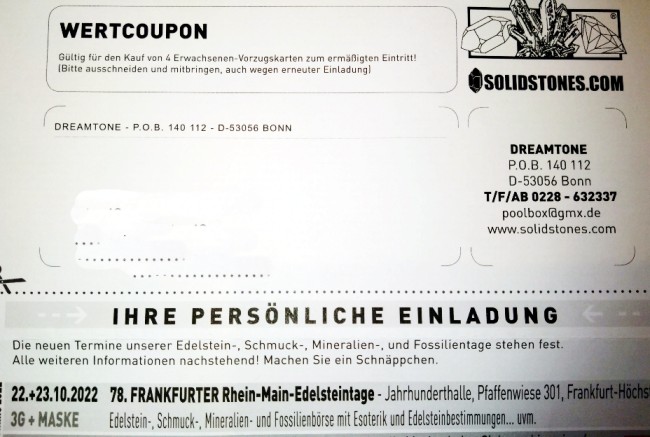 WERTCOUPON
Gültig für den Kauf von 4 Erwachsenen-Vorzugskarten zum ermäßigten Eintritt!
(Bitte ausschneiden und mitbringen, auch wegen erneuter Einladung)
®
SOLIDSTONES.COM
DREAMTONE - P.O.B. 140 112 - D-53056 BONN
DREAMTONE
P.O.B. 140 112
D-53056 Bonn
T/F/AB 0228 - 632337
poolbox@gmx.de
www.solidstones.com
IHRE PERSÖNLICHE EINLADUNG
Die neuen Termine unserer Edelstein-, Schmuck-, Mineralien-, und Fossilientage stehen fest.
Alle weiteren Informationen nachstehend! Machen Sie ein Schnäppchen.
22.+23.10.2022 78. FRANKFURTER Rhein-Main-Edelsteintage - Jahrhunderthalle, Pfaffenwiese 301, Frankfurt-Höchs
3G + MASKE Edelstein-, Schmuck-, Mineralien- und Fossilienbörse mit Esoterik und Edelsteinbestimmungen... uvm.